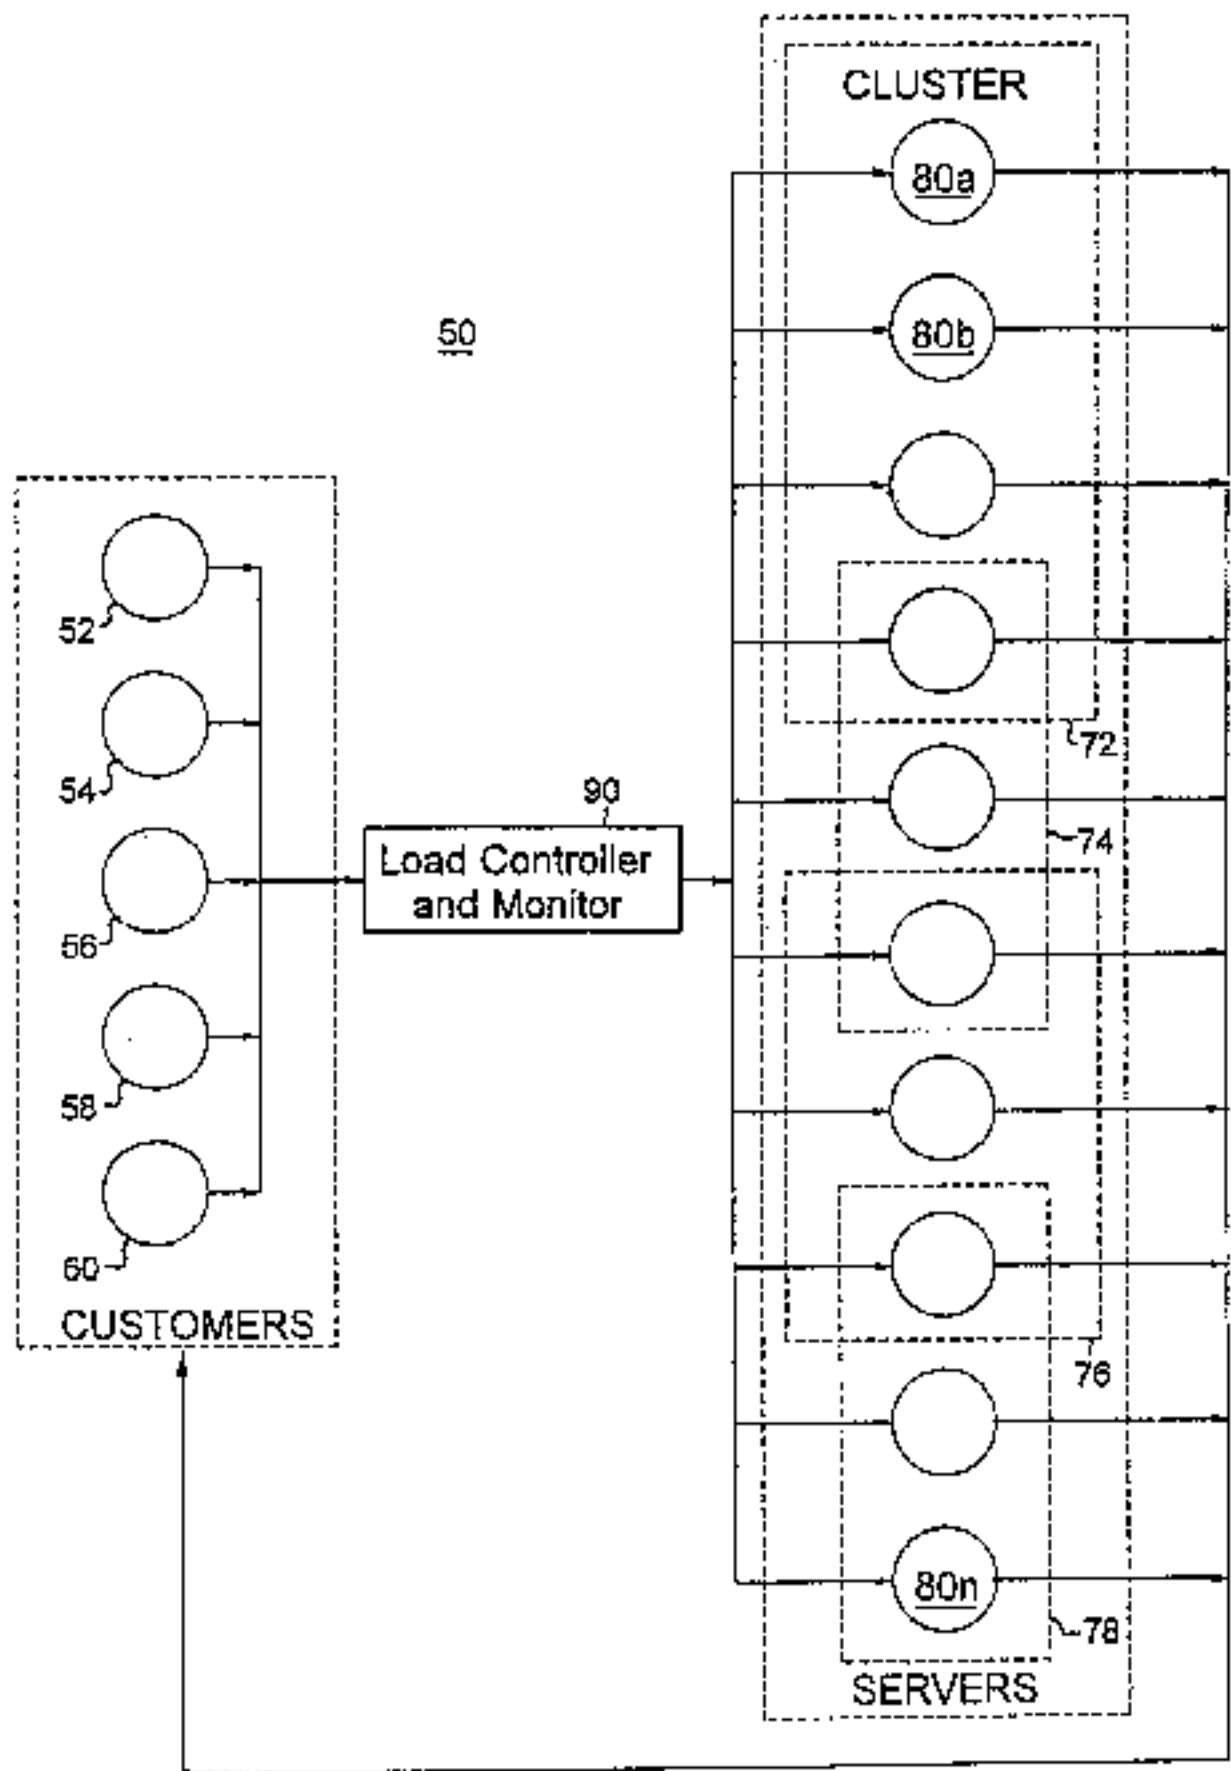 CLUSTER
80a
80b
50
52
54
56
58
60
CUSTOMERS
90
Load Controller
and Monitor
72
74
76
80n
78
SERVERS